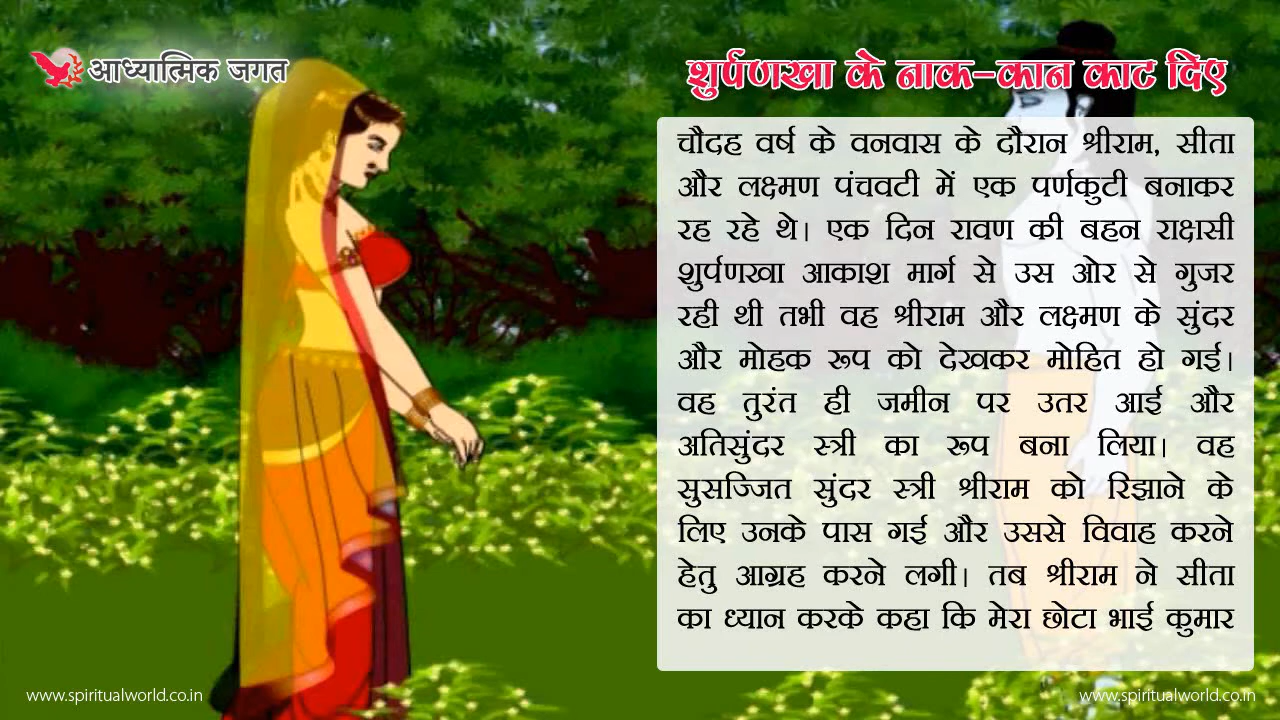 आध्यात्मिक जगत
शुर्पणखा के नाक-कान काट दिए
चौदह वर्ष के वनवास के दौरान श्रीराम, सीता
और लक्ष्मण पंचवटी में एक पर्णकुटी बनाकर
रह रहे थे। एक दिन रावण की बहन राक्षसी
शुर्पणखा आकाश मार्ग से उस ओर से गुजर
रही थी तभी वह श्रीराम और लक्ष्मण के सुंदर
और मोहक रूप को देखकर मोहित हो गई।
वह तुरंत ही जमीन पर उतर आई और
अतिसुंदर स्त्री का रूप बना लिया। वह
सुसज्जित सुंदर स्त्री श्रीराम को रिझाने के
लिए उनके पास गई और उससे विवाह करने
हेतु आग्रह करने लगी। तब श्रीराम ने सीता
का ध्यान करके कहा कि मेरा छोटा भाई कुमार
www.spiritualworld.co.in
www.spiritualworld.co.in